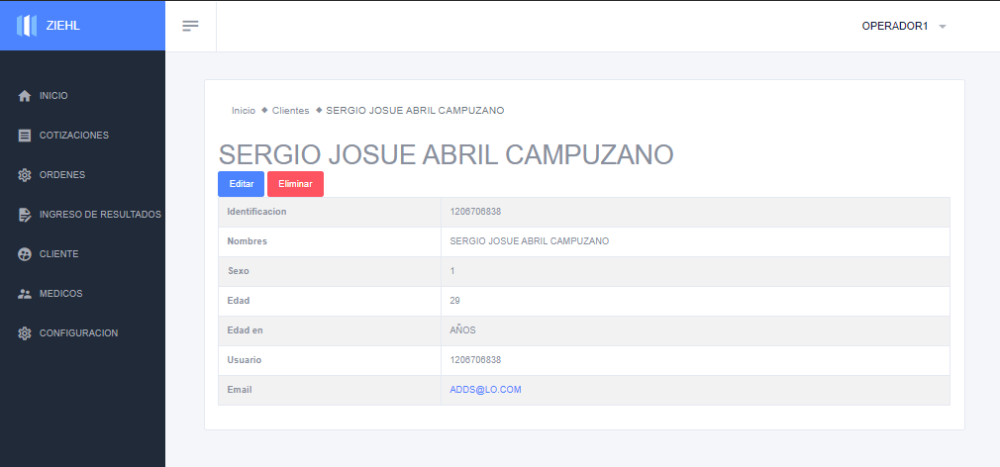 ZIEHL
OPERADOR1
INICIO
COTIZACIONES
ORDENES
INGRESO DE RESULTADOS
CLIENTE
MEDICOS
CONFIGURACION
Inicio ◆ Clientes ◆ SERGIO JOSUE ABRIL CAMPUZANO
SERGIO JOSUE ABRIL CAMPUZANO
Editar Eliminar
Identificacion 1206706838
Nombres SERGIO JOSUE ABRIL CAMPUZANO
Sexo 1
Edad 29
Edad en AÑOS
Usuario 1206706838
Email ADDS@LO.COM